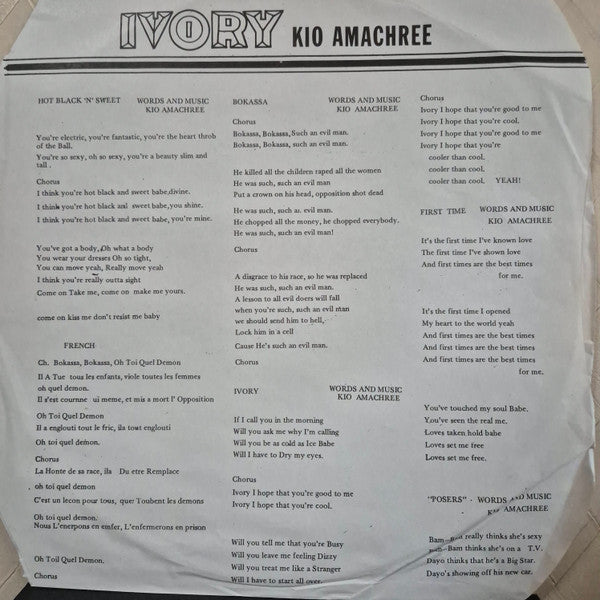 IVORY KIO AMACHREE
HOT BLACK 'N' SWEET WORDS AND MUSIC
KIO AMACHREE
You're electric, you're fantastic, you're the heart throb
of the Ball.
You're so sexy, oh so sexy, you're a beauty slim and
tall.
Chorus
I think you're hot black and sweet babe,divine.
I think you're hot black and sweet babe,you shine.
I think you're hot black and sweet babe, you're mine.
You've got a body, Oh what a body
You wear your dresses Oh so tight,
You can move yeah, Really move yeah
I think you're really outta sight
Come on Take me, come on make me yours.
come on kiss me don't resist me baby
FRENCH
Ch. Bokassa, Bokassa, Oh Toi Quel Demon
Il A Tue tous les enfants, viole toutes les femmes
oh quel demon.
Il s'est cournne ui meme, et mis a mort l' Opposition
Oh Toi Quel Demon
Il a englouti tout le fric, ila tout englouti
Oh toi quel demon.
Chorus
La Honte de sa race, ila Du etre Remplace
oh toi quel demon
C'est un lecon pour tous, quer Toubent les demons
Oh toi quel demon.
Nous L'enerpons en enfer, L'enfermerons en prison
Oh Toil Quel Demon.
Chorus
BOKASSA WORDS AND MUSIC
KIO AMACHREE
Chorus
Bokassa, Bokassa,Such an evil man.
Bokassa, Bokassa, such an evil man.
He killed all the children raped all the women
He was such, such an evil man
Put a crown on his head, opposition shot dead
He was such, such an evil man.
He chopped all the money, he chopped everybody.
He was such, such an evil man!
Chorus
A disgrace to his race, so he was replaced
He was such, such an evil man.
A lesson to all evil doers will fall
when you're such, such an evil man
we should send him to hell,
Lock him in a cell
Cause He's such an evil man.
Chorus
IVORY WORDS AND MUSIC
KIO AMACHREE
If I call you in the morning
Will you ask me why I'm calling
Will you be as cold as Ice Babe
Will I have to Dry my eyes.
Chorus
Ivory I hope that you're good to me
Ivory I hope that you're cool.
Will you tell me that you're Busy
Will you leave me feeling Dizzy
Will you treat me like a Stranger
Will I have to start all over.
Chorus
Ivory I hope that you're good to me
Ivory I hope that you're cool.
Ivory I hope that you're good to me
Ivory I hope that you're
cooler than cool.
cooler than cool.
cooler than cool. YEAH!
FIRST TIME WORDS AND MUSIC
KIO AMACHREE
It's the first time I've known love
The first time I've shown love
And first times are the best times
for me.
It's the first time I opened
My heart to the world yeah
And first times are the best times
And first times are the best times
And first times are the best times
for me.
You've touched my soul Babe.
You've seen the real me.
Loves taken hold babe
Loves set me free
Loves set me free.
"POSERS" - WORDS AND MUSIC
KIO AMACHREE
Bam- really thinks she's sexy
-Bam thinks she's on a T.V.
Dayo thinks that he's a Big Star.
Dayo's showing off his new car.